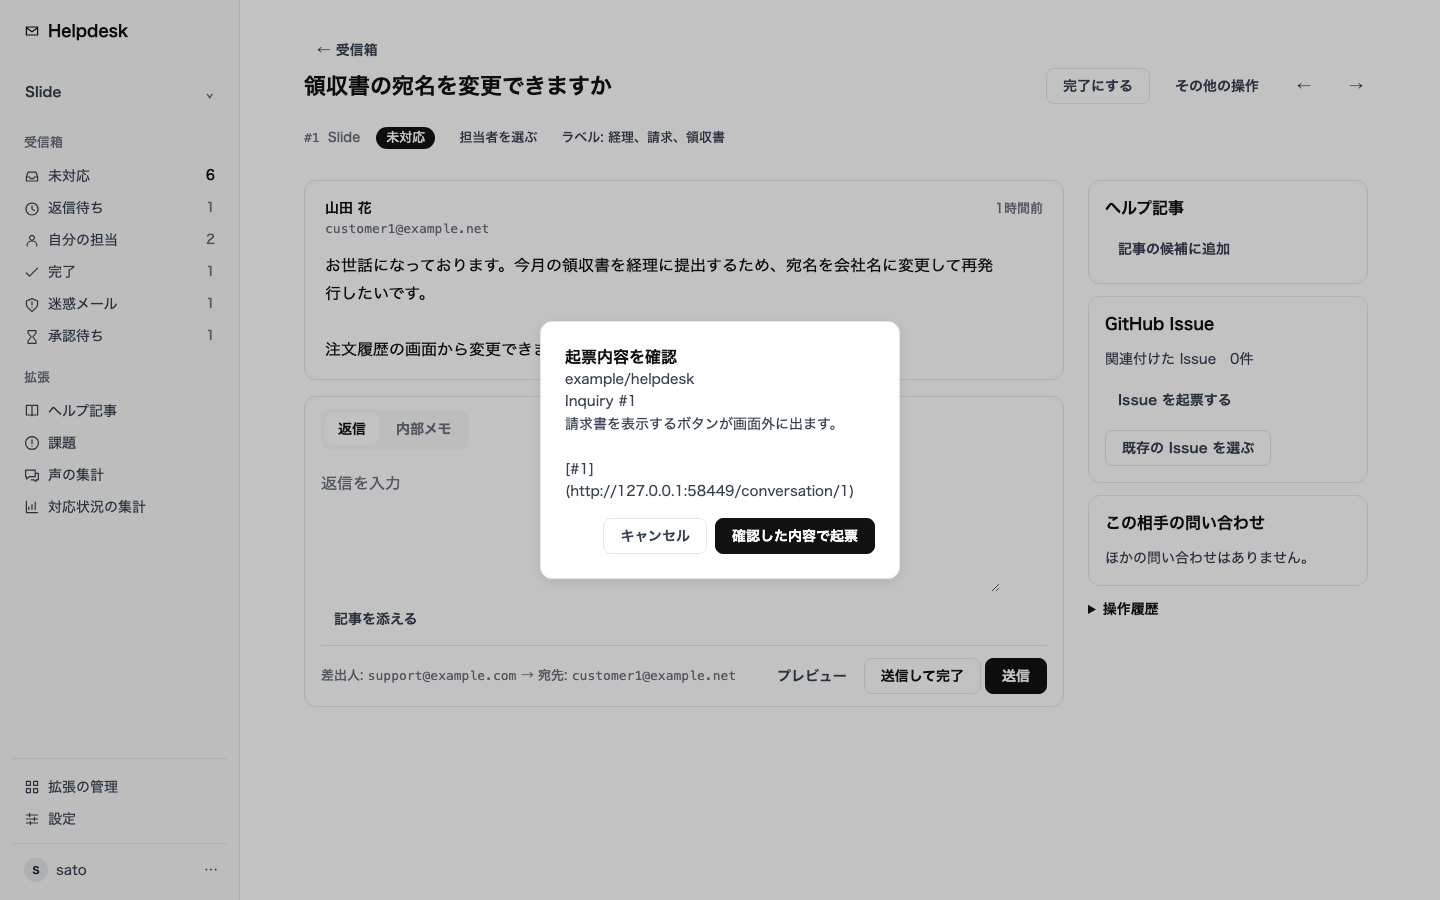 Helpdesk
Slide
受信箱
未対応 6
返信待ち 1
自分の担当 2
完了 1
迷惑メール 1
承認待ち 1
拡張
ヘルプ記事
課題
声の集計
対応状況の集計
拡張の管理
設定
S sato ...
← 受信箱
領収書の宛名を変更できますか
完了にする その他の操作 ← →
#1 Slide 未対応 担当者を選ぶ ラベル: 経理、請求、領収書
山田 花 1時間前
customer1@example.net
お世話になっております。今月の領収書を経理に提出するため、宛名を会社名に変更して再発
行したいです。
注文履歴の画面から変更できま
返信 内部メモ
返信を入力
記事を添える
差出人: support@example.com → 宛先: customer1@example.net プレビュー 送信して完了 送信
起票内容を確認
example/helpdesk
Inquiry #1
請求書を表示するボタンが画面外に出ます。
[#1]
(http://127.0.0.1:58449/conversation/1)
キャンセル 確認した内容で起票
ヘルプ記事
記事の候補に追加
GitHub Issue
関連付けた Issue 0件
Issue を起票する
既存の Issue を選ぶ
この相手の問い合わせ
ほかの問い合わせはありません。
▶ 操作履歴